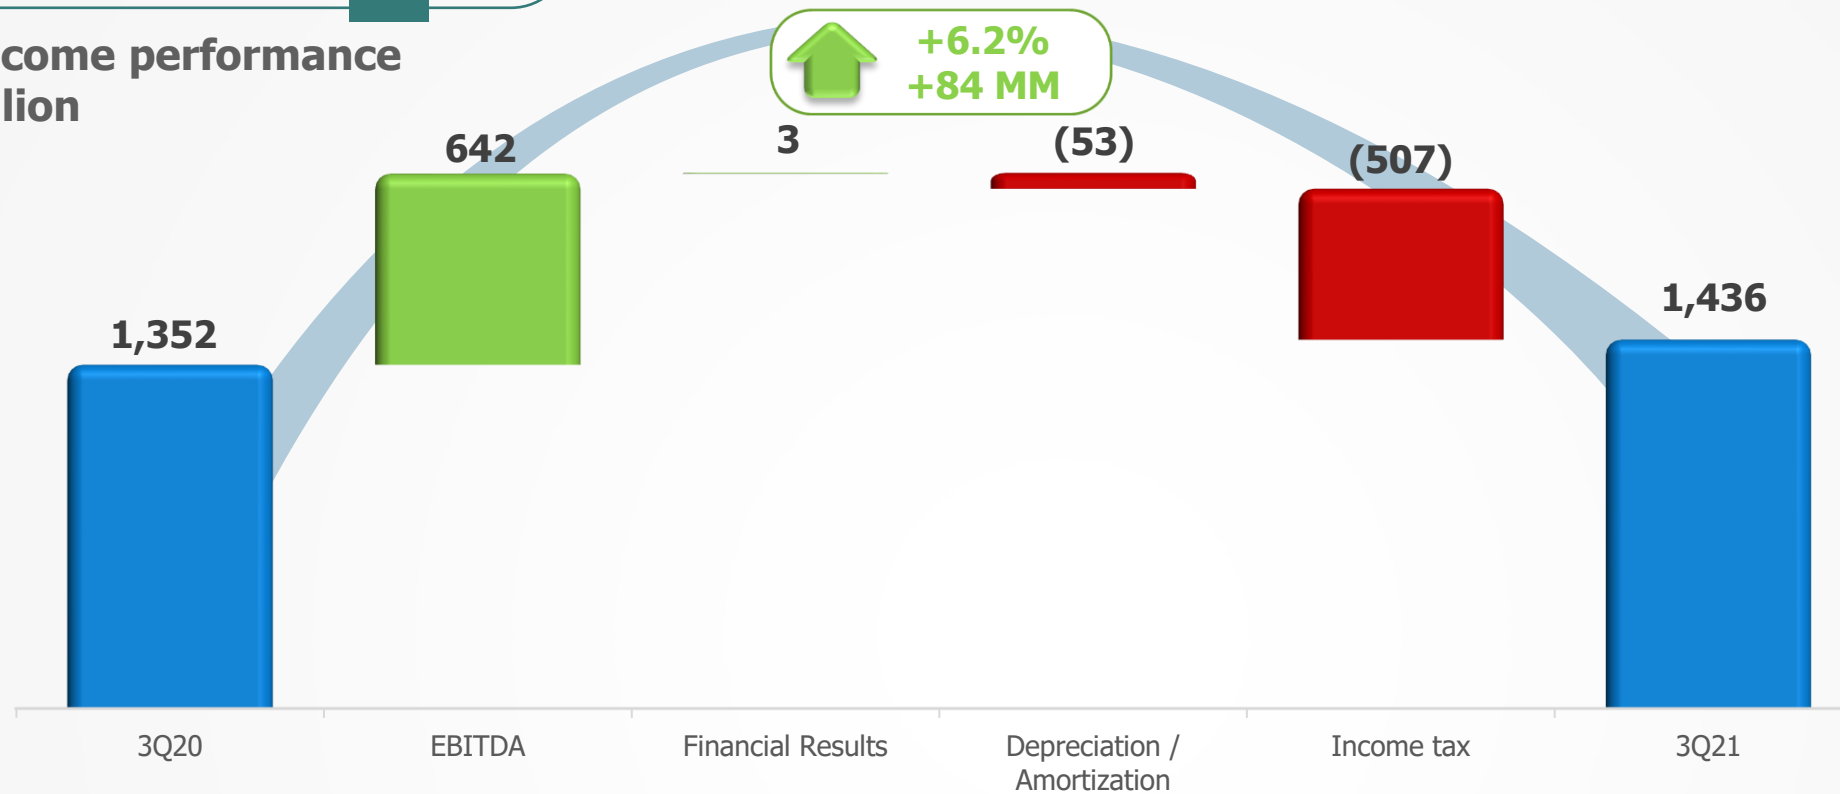 come performance
lion
+6.2%
+84 MM
642
3
(53)
(507)
1,352
1,436
3Q20
EBITDA
Financial Results
Depreciation /
Amortization
Income tax
3Q21